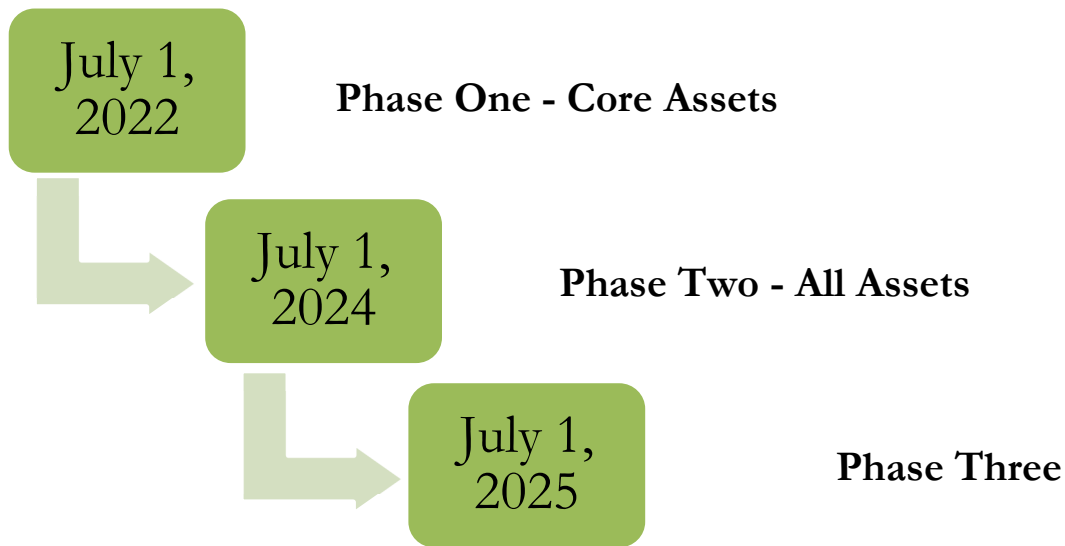 July 1,
2022
Phase One - Core Assets
July 1,
2024
Phase Two - All Assets
July 1,
2025
Phase Three